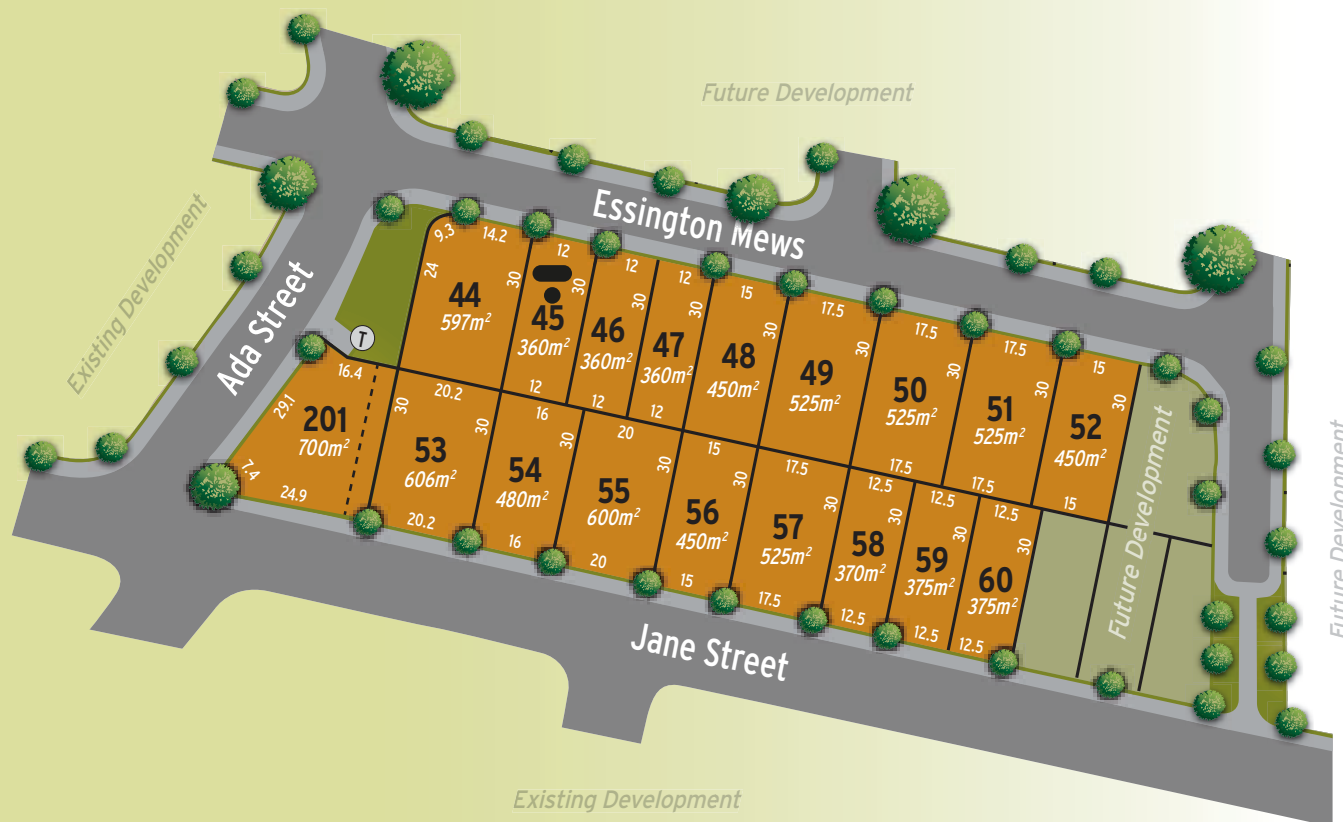 Future Development
Essington Mews
Existing Development
Ada Street
9.3
14.2
24
44
597m²
30
12
45
360m²
30
12
12
46
360m²
30
12
12
47
360m²
30
12
15
48
450m²
30
17.5
49
525m²
30
17.5
50
525m²
30
17.5
17.5
51
525m²
30
17.5
15
52
450m²
30
15
T
16.4
29.1
201
700m²
7.4
24.9
20.2
30
53
606m²
30
20.2
16
54
480m²
30
16
20
55
600m²
30
20
15
56
450m²
30
15
17.5
57
525m²
30
17.5
12.5
58
370m²
30
12.5
12.5
59
375m²
30
12.5
12.5
60
375m²
30
12.5
Future Development
Future Development
Jane Street
Existing Development